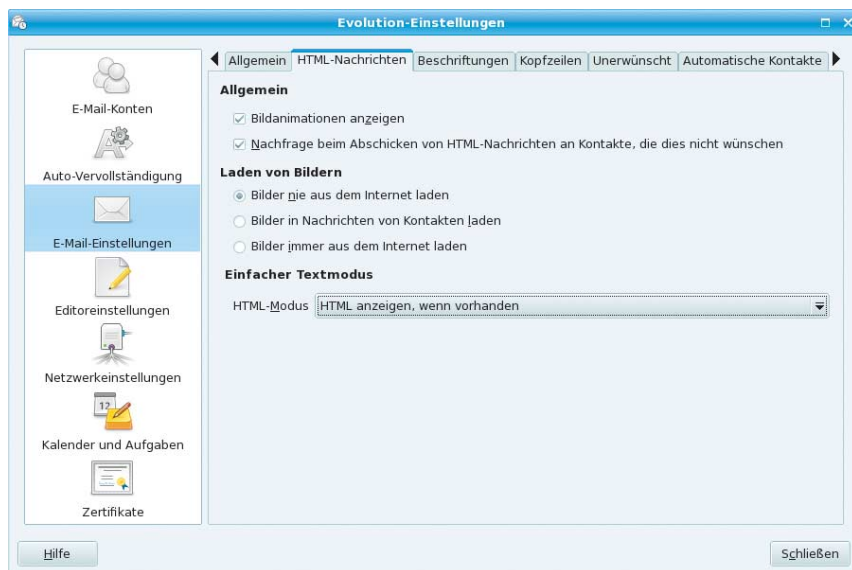 Evolution-Einstellungen
E-Mail-Konten
Auto-Vervollständigung
E-Mail-Einstellungen
Editoreinstellungen
Netzwerkeinstellungen
12
Kalender und Aufgaben
Zertifikate
Allgemein HTML-Nachrichten Beschriftungen Kopfzeilen Unerwünscht Automatische Kontakte
Allgemein
Bildanimationen anzeigen
Nachfrage beim Abschicken von HTML-Nachrichten an Kontakte, die dies nicht wünschen
Laden von Bildern
Bilder nie aus dem Internet laden
Bilder in Nachrichten von Kontakten laden
Bilder immer aus dem Internet laden
Einfacher Textmodus
HTML-Modus HTML anzeigen, wenn vorhanden
Hilfe
Schließen